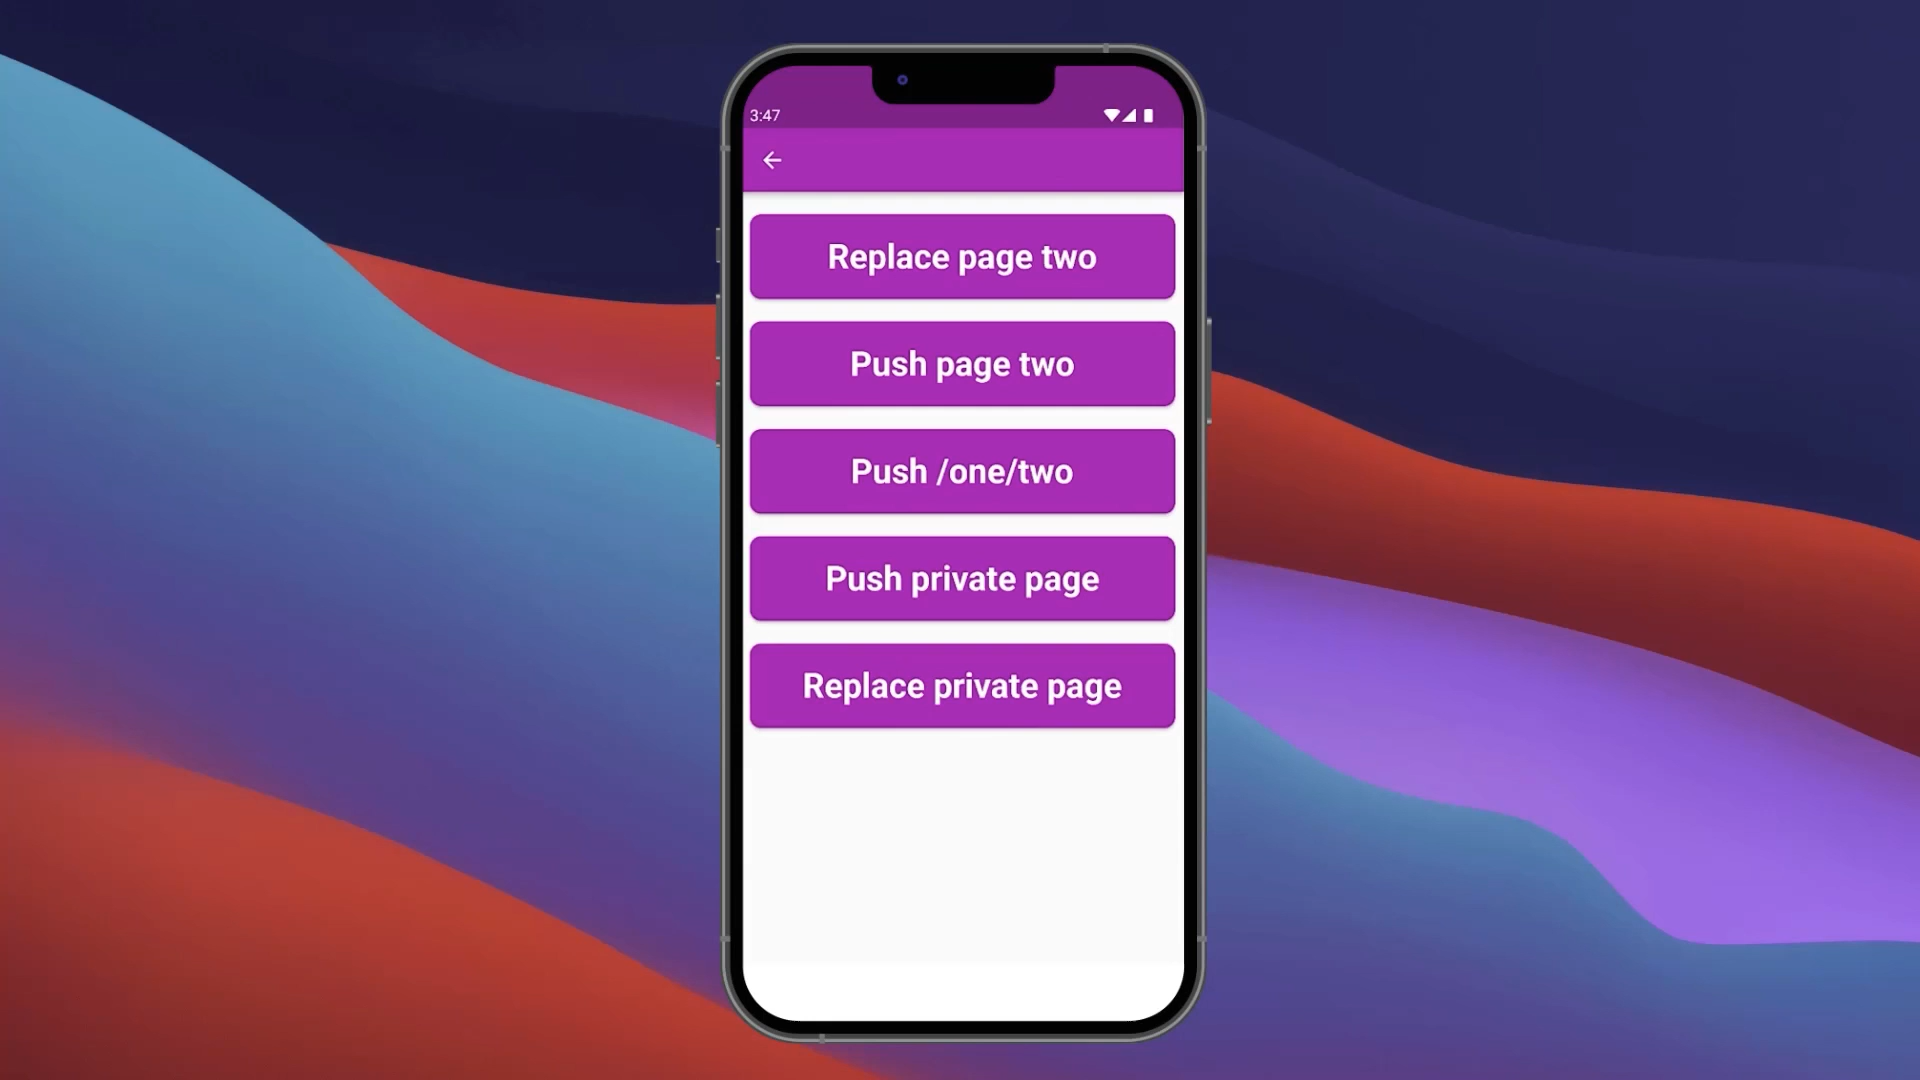 3:47
Replace page two
Push page two
Push /one/two
Push private page
Replace private page